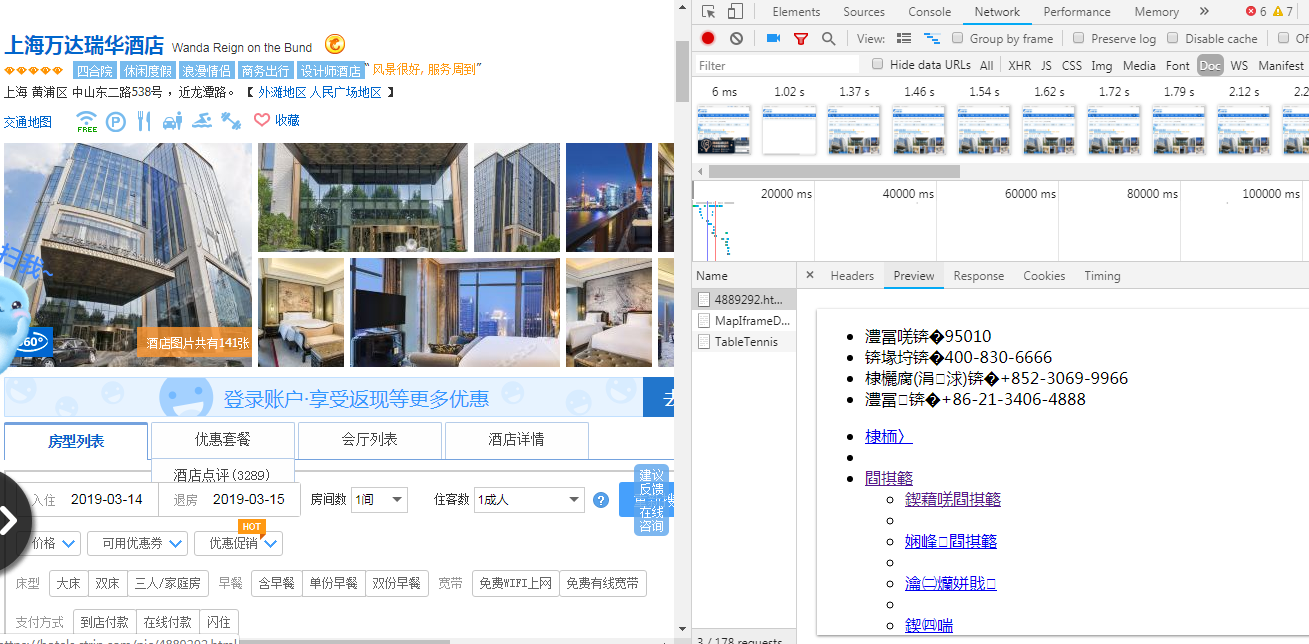 上海万达瑞华酒店 Wanda Reign on the Bund
四合院 休闲度假 浪漫情侣 商务出行 设计师酒店 “风景很好, 服务周到”
上海 黄浦区 中山东二路538号 ，近龙潭路。 【 外滩地区 人民广场地区 】
交通地图 FREE P 收藏
扫我~
360°
酒店图片共有141张
登录账户·享受返现等更多优惠 去
房型列表 优惠套餐 会厅列表 酒店详情
酒店点评(3289)
入住 2019-03-14 退房 2019-03-15 房间数 1间 住客数 1成人 ?
建议
反馈
在线
咨询
价格 可用优惠券 优惠促销 HOT
床型 大床 双床 三人/家庭房 早餐 含早餐 单份早餐 双份早餐 宽带 免费WIFI上网 免费有线宽带
支付方式 到店付款 在线付款 闪住
Elements Sources Console Network Performance Memory » 6 7
View: Group by frame Preserve log Disable cache Of
Filter Hide data URLs All XHR JS CSS Img Media Font Doc WS Manifest
6 ms 1.02 s 1.37 s 1.46 s 1.54 s 1.62 s 1.72 s 1.79 s 2.12 s 2.2
20000 ms 40000 ms 60000 ms 80000 ms 100000 ms
Name × Headers Preview Response Cookies Timing
4889292.ht...
MapIframeD...
TableTennis
3 / 178 requests
澧冨唴锛�95010
锛堟垨锛�400-830-6666
棣欐腐(涓浗)锛�+852-3069-9966
澧冨锛�+86-21-3406-4888
棣栭〉
閰掑簵
鍥藉唴閰掑簵
娴峰閰掑簵
瀹㈡爤姘戝
鍥㈣喘